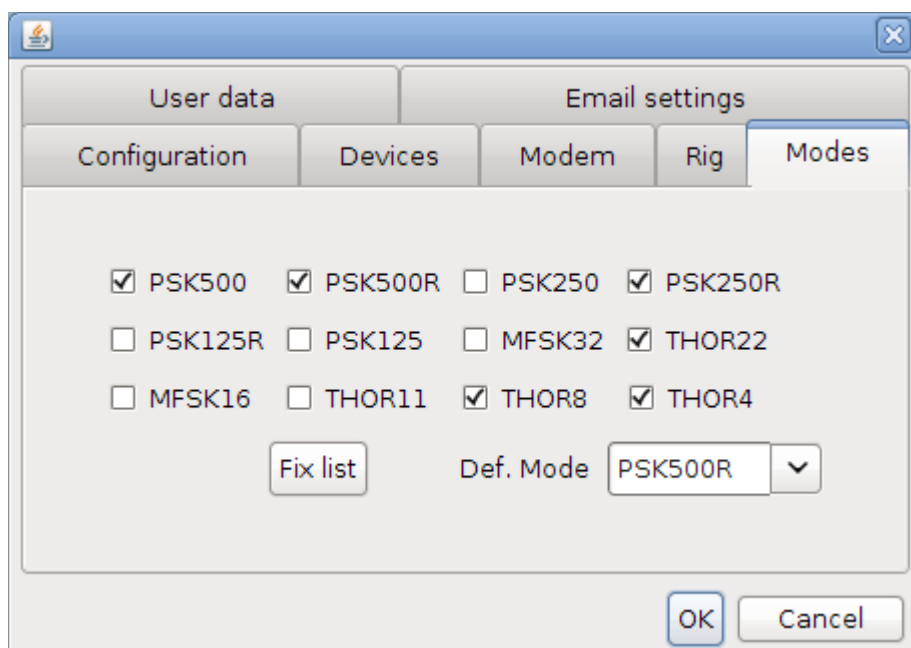 User data Email settings
Configuration Devices Modem Rig Modes
PSK500 PSK500R PSK250 PSK250R
PSK125R PSK125 MFSK32 THOR22
MFSK16 THOR11 THOR8 THOR4
Fix list Def. Mode PSK500R
OK Cancel